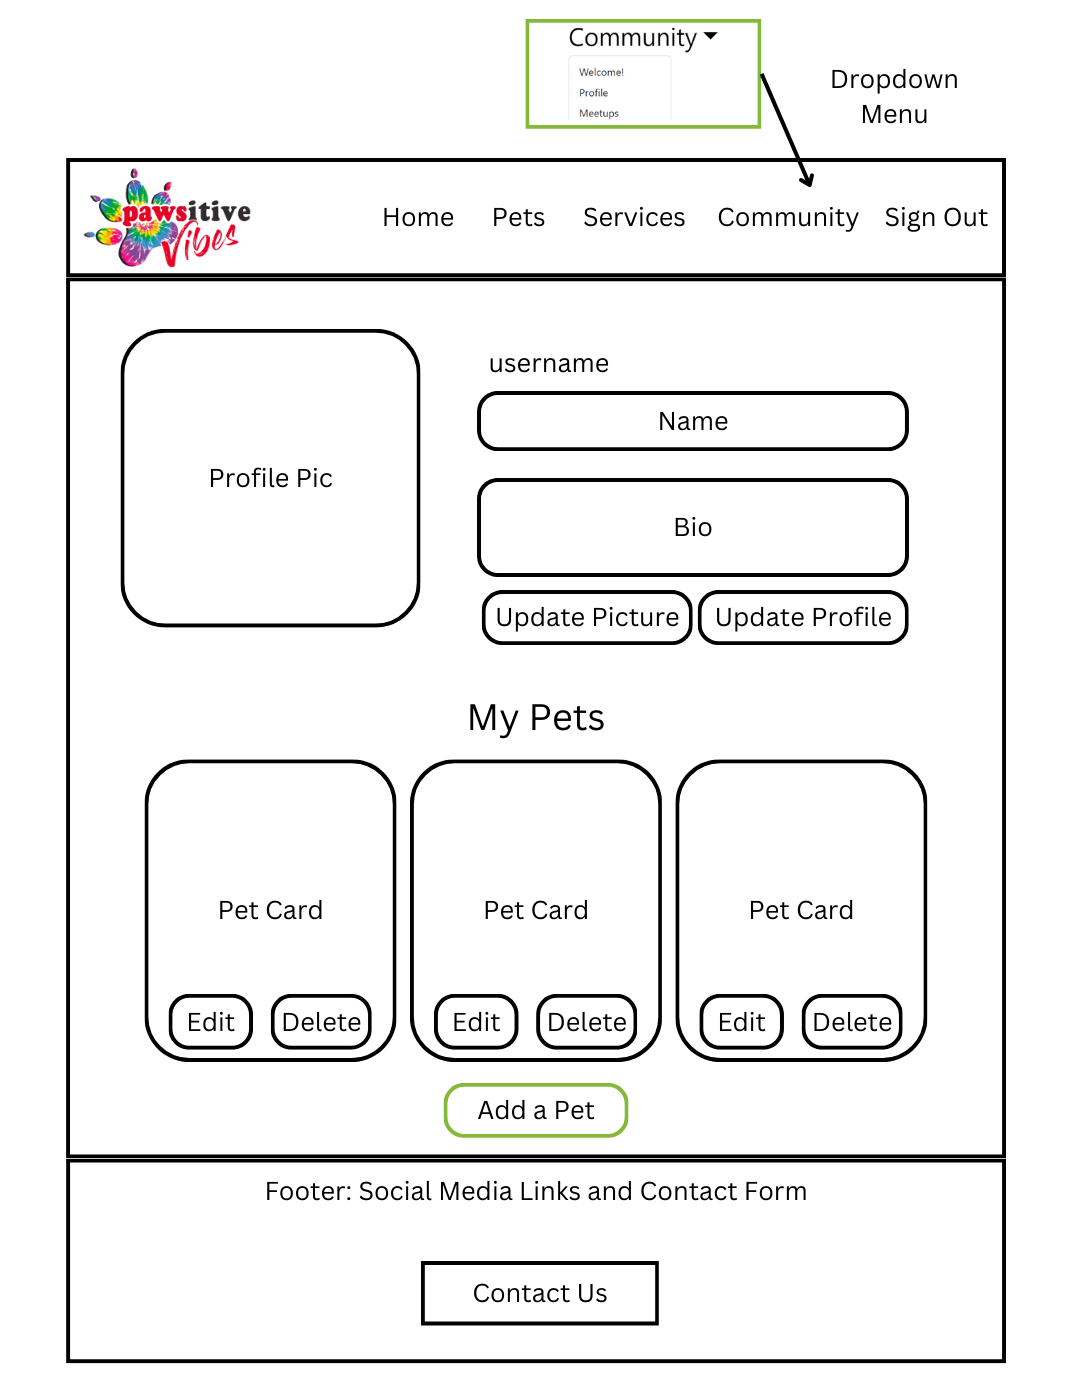 Community
Welcome!
Profile
Meetups
Dropdown
Menu
pawsitive
Vibes
Home Pets Services Community Sign Out
Profile Pic
username
Name
Bio
Update Picture Update Profile
My Pets
Pet Card Pet Card Pet Card
Edit Delete Edit Delete Edit Delete
Add a Pet
Footer: Social Media Links and Contact Form
Contact Us